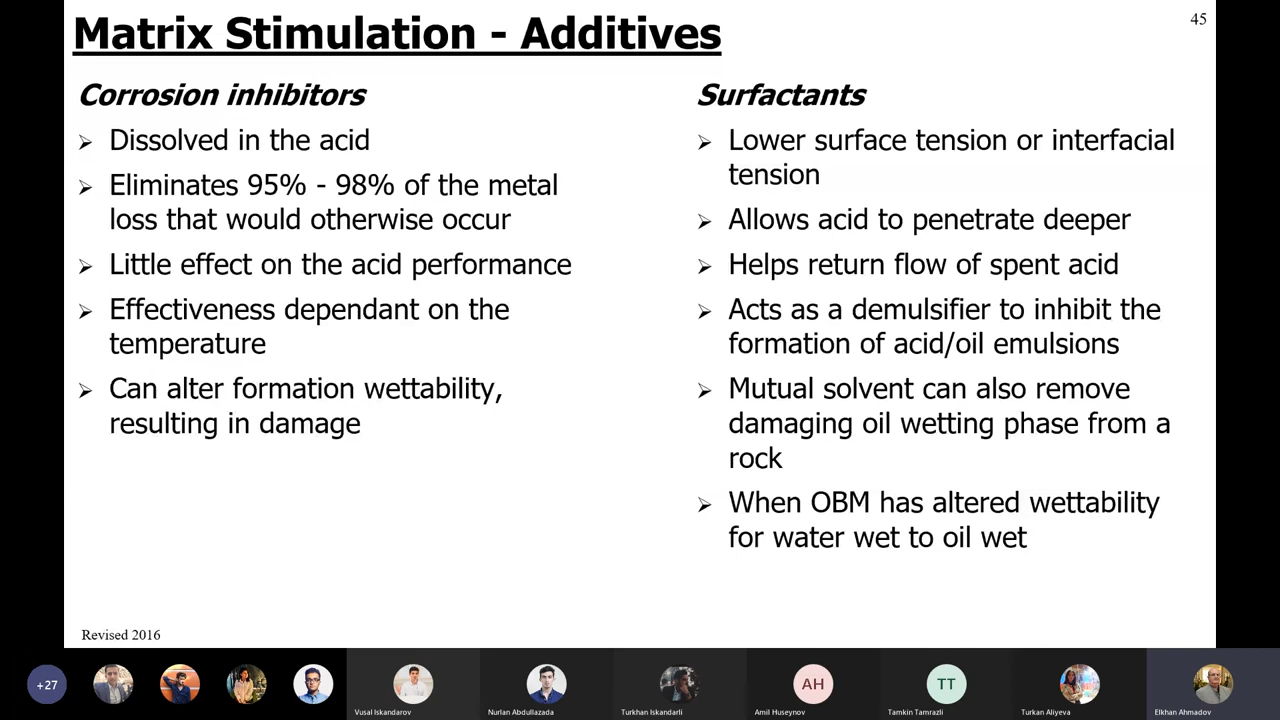 Matrix Stimulation - Additives
45
Corrosion inhibitors
Dissolved in the acid
Eliminates 95% - 98% of the metal
loss that would otherwise occur
Little effect on the acid performance
Effectiveness dependant on the
temperature
Can alter formation wettability,
resulting in damage
Surfactants
Lower surface tension or interfacial
tension
Allows acid to penetrate deeper
Helps return flow of spent acid
Acts as a demulsifier to inhibit the
formation of acid/oil emulsions
Mutual solvent can also remove
damaging oil wetting phase from a
rock
When OBM has altered wettability
for water wet to oil wet
Revised 2016
+27
AH
TT
Vusal Iskandarov
Nurlan Abdullazada
Turkhan Iskandarli
Amil Huseynov
Tamkin Tamrazli
Turkan Aliyeva
Elkhan Ahmadov